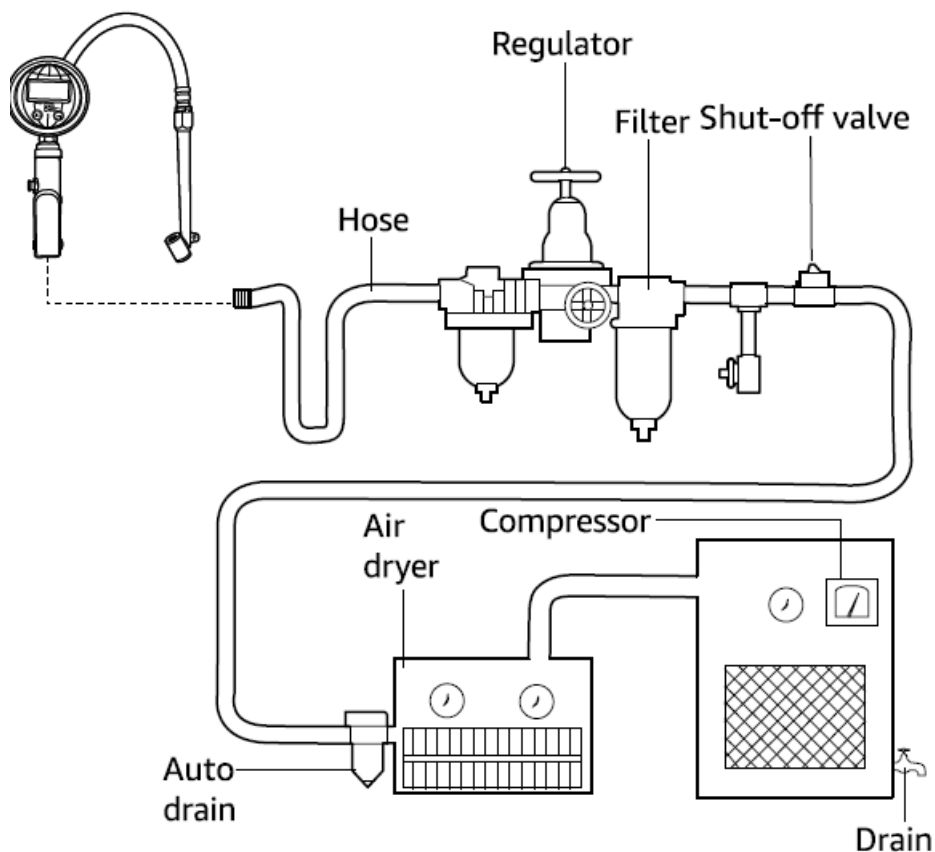 Regulator
Filter
Shut-off valve
Hose
Compressor
Air
dryer
Auto
drain
Drain